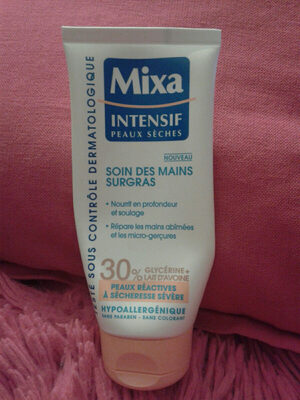 Mixa
INTENSIF
PEAUX SÈCHES
NOUVEAU
SOIN DES MAINS
SURGRAS
• Nourrit en profondeur
et soulage
• Répare les mains abîmées
et les micro-gerçures
30% GLYCÉRINE +
LAIT D'AVOINE
PEAUX RÉACTIVES
À SÉCHERESSE SÉVÈRE
HYPOALLERGÉNIQUE
SANS PARABEN - SANS COLORANT
SOUS CONTRÔLE DERMATOLOGIQUE